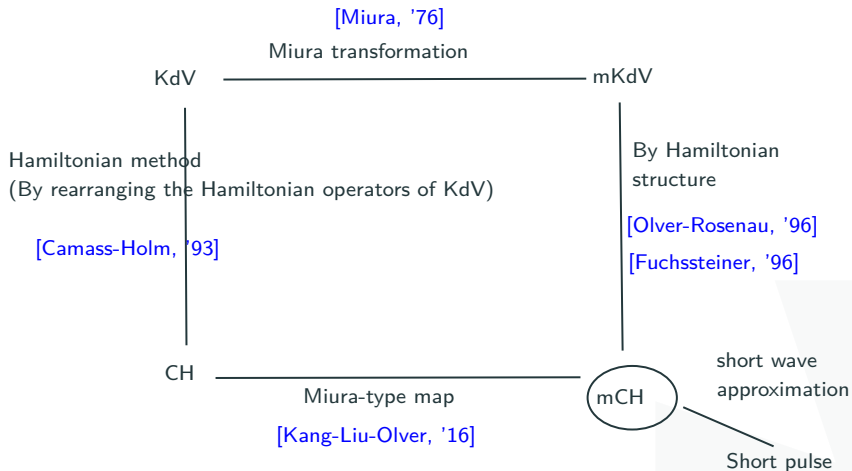 [Miura, '76]
Miura transformation
KdV
mKdV
Hamiltonian method
(By rearranging the Hamiltonian operators of KdV)
By Hamiltonian
structure
[Camass-Holm, '93]
[Olver-Rosenau, '96]
[Fuchssteiner, '96]
CH
Miura-type map
[Kang-Liu-Olver, '16]
mCH
short wave
approximation
Short pulse